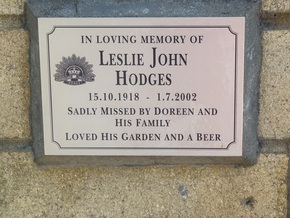 IN LOVING MEMORY OF
LESLIE JOHN
HODGES
15.10.1918 - 1.7.2002
SADLY MISSED BY DOREEN AND
HIS FAMILY
LOVED HIS GARDEN AND A BEER